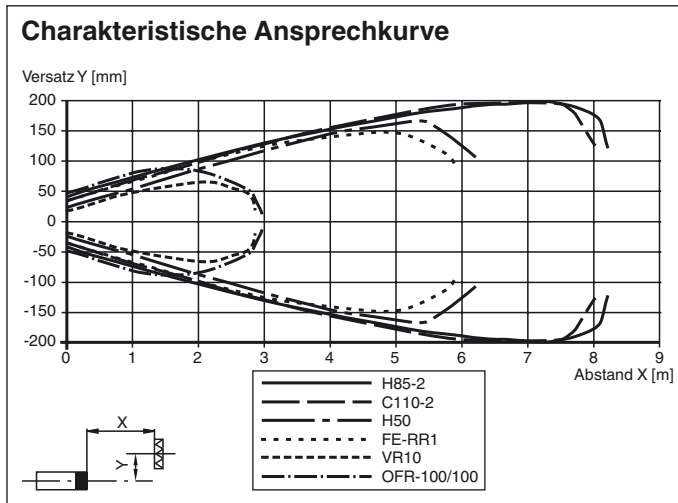 Charakteristische Ansprechkurve
Versatz Y [mm]
200
150
100
50
0
-50
-100
-150
-200
0 1 2 3 4 5 6 7 8 9
Abstand X [m]
H85-2
C110-2
H50
FE-RR1
VR10
OFR-100/100
X
Y